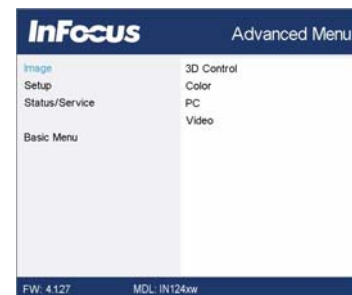 InFocus
Advanced Menu
Image
Setup
Status/Service
Basic Menu
3D Control
Color
PC
Video
FW: 4.127
MDL: IN124xw